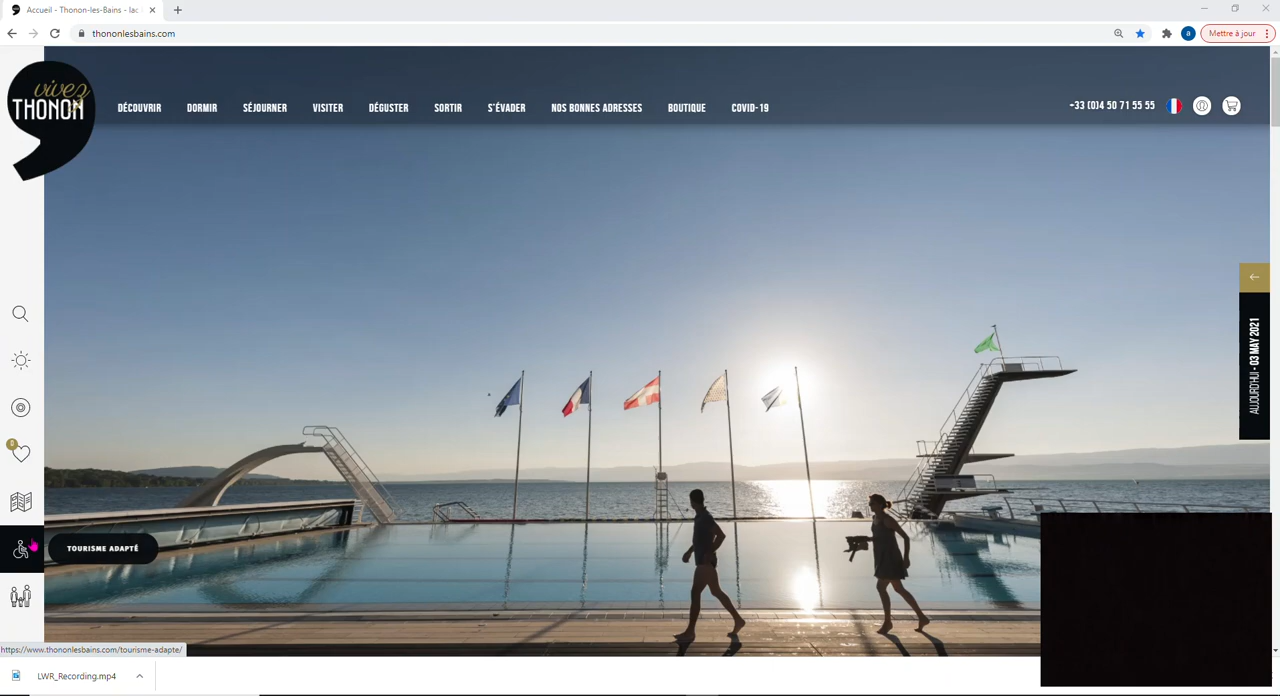 Accueil - Thonon-les-Bains - lac
thononlesbains.com
a
Mettre à jour
vivez
THONON
DÉCOUVRIR
DORMIR
SÉJOURNER
VISITER
DÉGUSTER
SORTIR
S'ÉVADER
NOS BONNES ADRESSES
BOUTIQUE
COVID-19
+33 (0)4 50 71 55 55
AUJOURD'HUI - 03 MAY 2021
0
TOURISME ADAPTÉ
https://www.thononlesbains.com/tourisme-adapte/
LWR_Recording.mp4